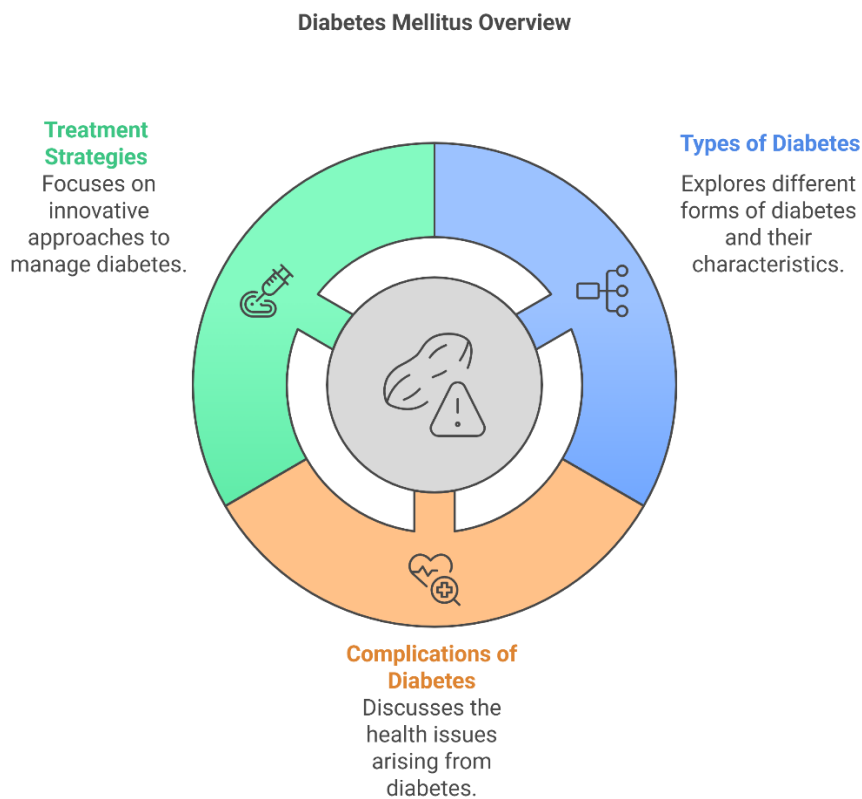 Diabetes Mellitus Overview
Treatment
Strategies
Focuses on
innovative
approaches to
manage diabetes.
Types of Diabetes
Explores different
forms of diabetes
and their
characteristics.
Complications of
Diabetes
Discusses the
health issues
arising from
diabetes.